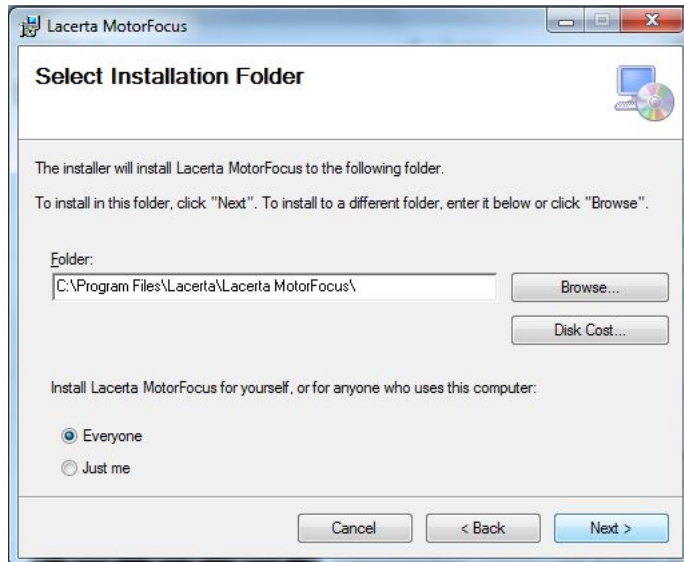 Lacerta MotorFocus
Select Installation Folder
The installer will install Lacerta MotorFocus to the following folder.
To install in this folder, click "Next". To install to a different folder, enter it below or click "Browse".
Folder:
C:\Program Files\Lacerta\Lacerta MotorFocus\
Browse...
Disk Cost...
Install Lacerta MotorFocus for yourself, or for anyone who uses this computer:
Everyone
Just me
Cancel
< Back
Next >